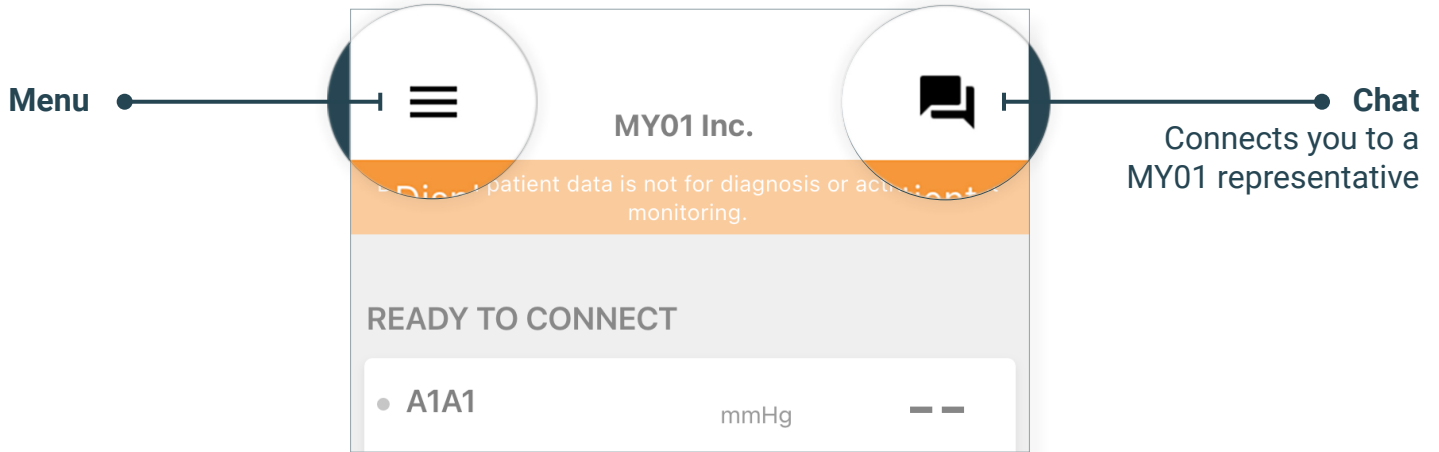 Menu
Chat
Connects you to a
MY01 representative
MY01 Inc.
patient data is not for diagnosis or
monitoring.
READY TO CONNECT
A1A1
mmHg
– –